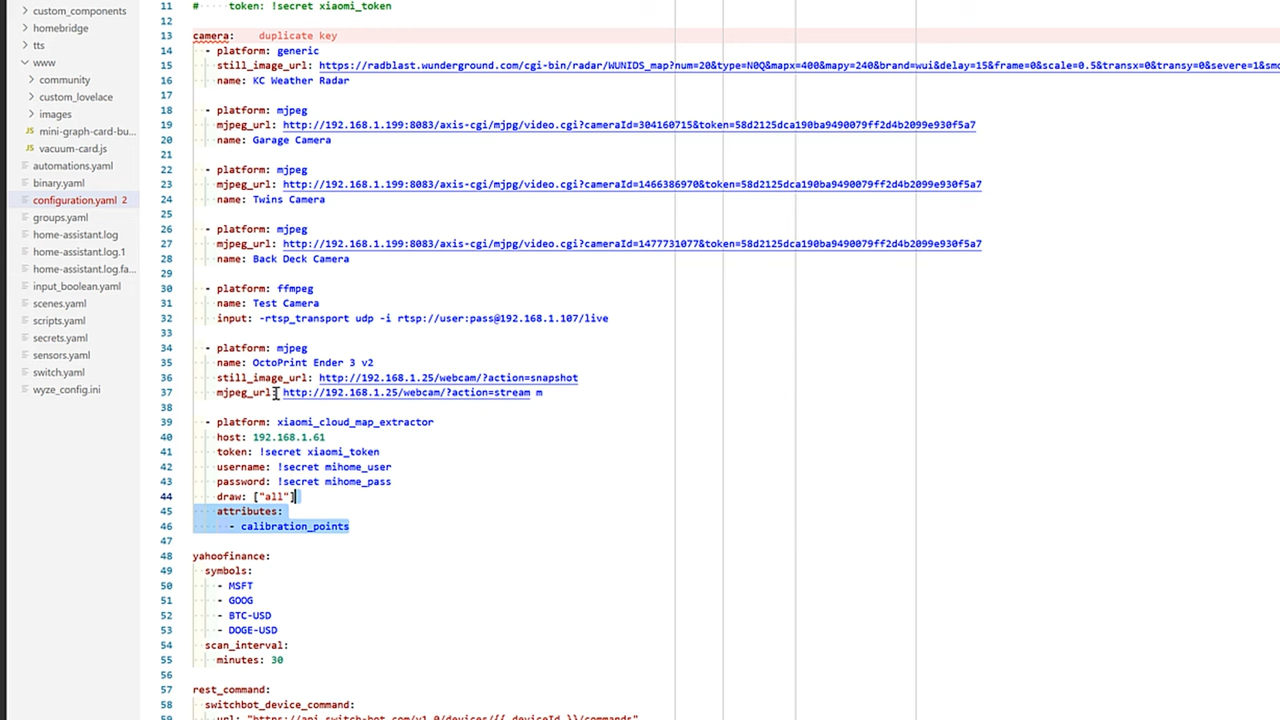 custom_components
homebridge
tts
www
community
custom_lovelace
images
mini-graph-card-bu...
vacuum-card.js
automations.yaml
binary.yaml
configuration.yaml 2
groups.yaml
home-assistant.log
home-assistant.log.1
home-assistant.log.fa...
input_boolean.yaml
scenes.yaml
scripts.yaml
secrets.yaml
sensors.yaml
switch.yaml
wyze_config.ini
11 # token: !secret xiaomi_token
12
13 camera: duplicate key
14 - platform: generic
15 still_image_url: https://radblast.wunderground.com/cgi-bin/radar/WUNIDS_map?num=20&type=N0Q&mapx=400&mapy=240&brand=wui&delay=15&frame=0&scale=0.5&transx=0&transy=0&severe=1&smo
16 name: KC Weather Radar
17
18 - platform: mjpeg
19 mjpeg_url: http://192.168.1.199:8083/axis-cgi/mjpg/video.cgi?cameraId=304160715&token=58d2125dca190ba9490079ff2d4b2099e930f5a7
20 name: Garage Camera
21
22 - platform: mjpeg
23 mjpeg_url: http://192.168.1.199:8083/axis-cgi/mjpg/video.cgi?cameraId=1466386970&token=58d2125dca190ba9490079ff2d4b2099e930f5a7
24 name: Twins Camera
25
26 - platform: mjpeg
27 mjpeg_url: http://192.168.1.199:8083/axis-cgi/mjpg/video.cgi?cameraId=1477731077&token=58d2125dca190ba9490079ff2d4b2099e930f5a7
28 name: Back Deck Camera
29
30 - platform: ffmpeg
31 name: Test Camera
32 input: -rtsp_transport udp -i rtsp://user:pass@192.168.1.107/live
33
34 - platform: mjpeg
35 name: OctoPrint Ender 3 v2
36 still_image_url: http://192.168.1.25/webcam/?action=snapshot
37 mjpeg_url: http://192.168.1.25/webcam/?action=stream m
38
39 - platform: xiaomi_cloud_map_extractor
40 host: 192.168.1.61
41 token: !secret xiaomi_token
42 username: !secret mihome_user
43 password: !secret mihome_pass
44 draw: ["all"]
45 attributes:
46 - calibration_points
47
48 yahoofinance:
49 symbols:
50 - MSFT
51 - GOOG
52 - BTC-USD
53 - DOGE-USD
54 scan_interval:
55 minutes: 30
56
57 rest_command:
58 switchbot_device_command:
59 url: "https://api.switch-bot.com/v1.0/devices/{{ deviceId }}/commands"